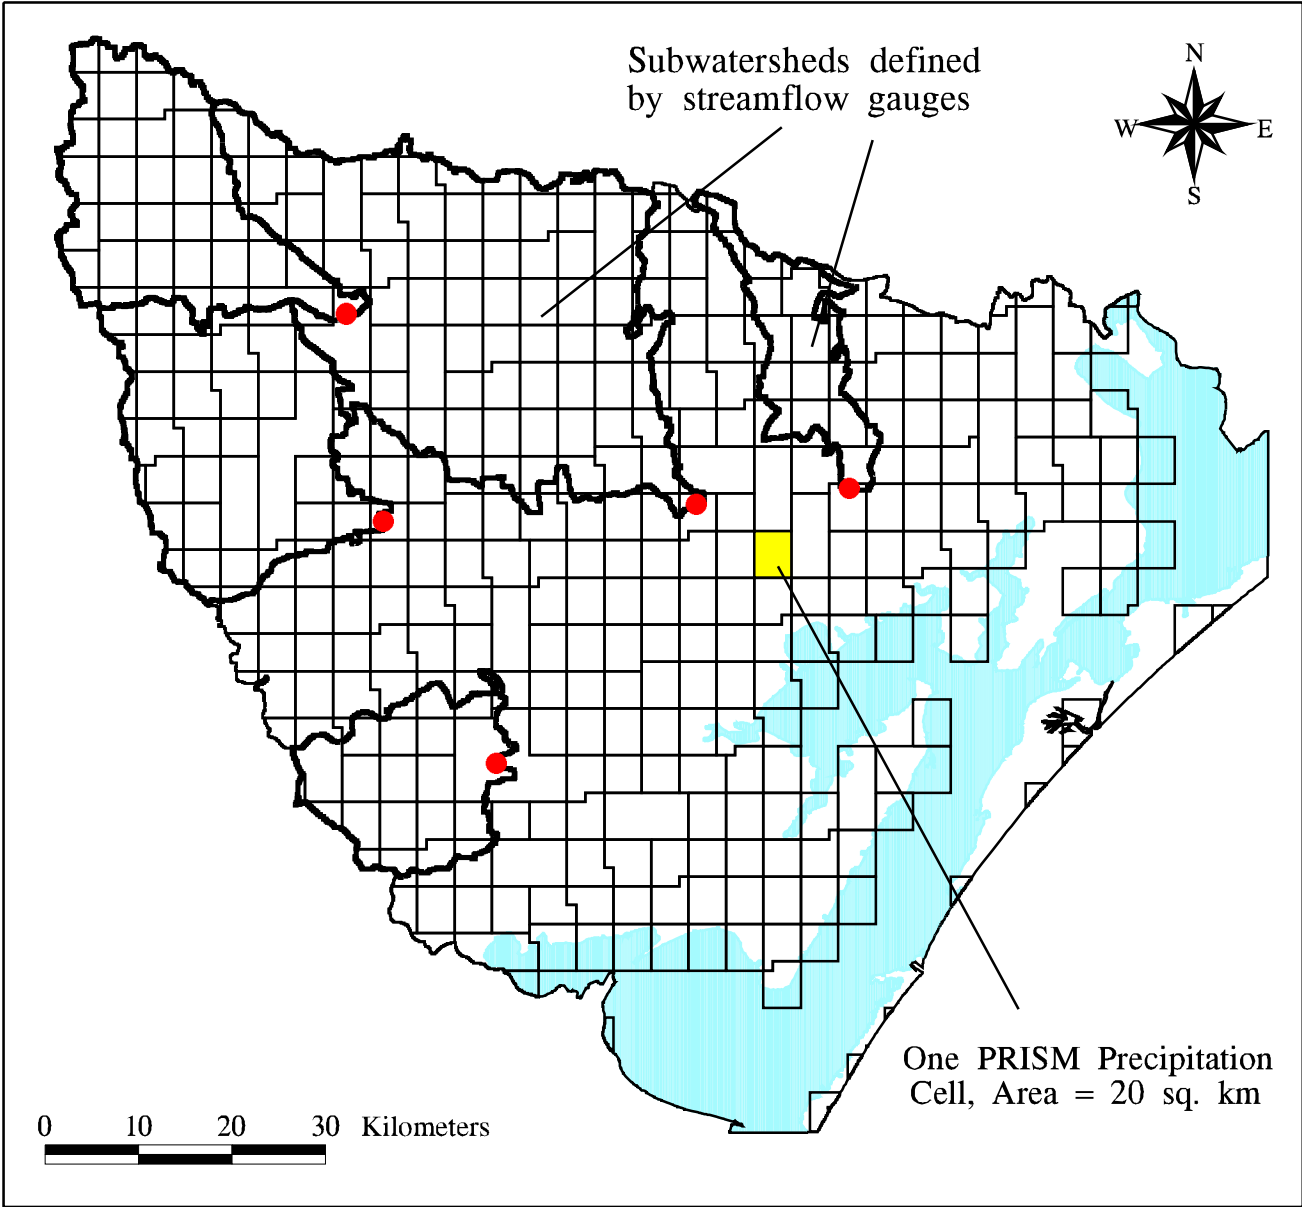 Subwatersheds defined
by streamflow gauges
N
W E
S
One PRISM Precipitation
Cell, Area = 20 sq. km
0 10 20 30 Kilometers